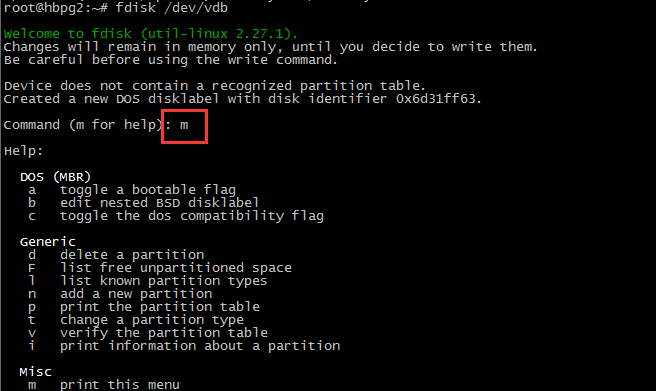 root@hbpg2:~# fdisk /dev/vdb
Welcome to fdisk (util-linux 2.27.1).
Changes will remain in memory only, until you decide to write them.
Be careful before using the write command.
Device does not contain a recognized partition table.
Created a new DOS disklabel with disk identifier 0x6d31ff63.
Command (m for help): m
Help:
DOS (MBR)
a toggle a bootable flag
b edit nested BSD disklabel
c toggle the dos compatibility flag
Generic
d delete a partition
F list free unpartitioned space
l list known partition types
n add a new partition
p print the partition table
t change a partition type
v verify the partition table
i print information about a partition
Misc
m print this menu